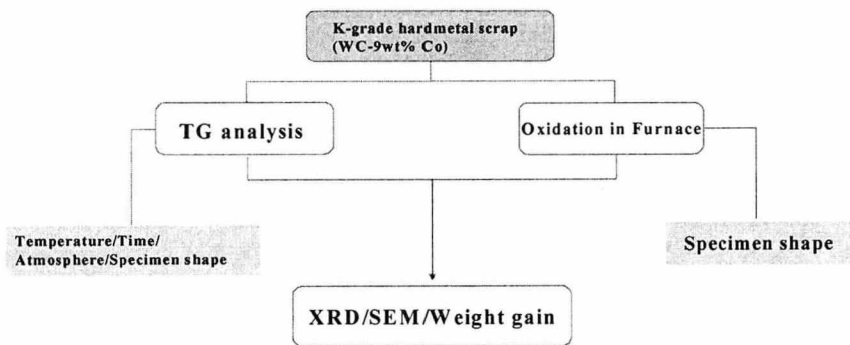 K-grade hardmetal scrap
(WC-9wt% Co)
TG analysis
Oxidation in Furnace
Temperature/Time/
Atmosphere/Specimen shape
Specimen shape
XRD/SEM/Weight gain